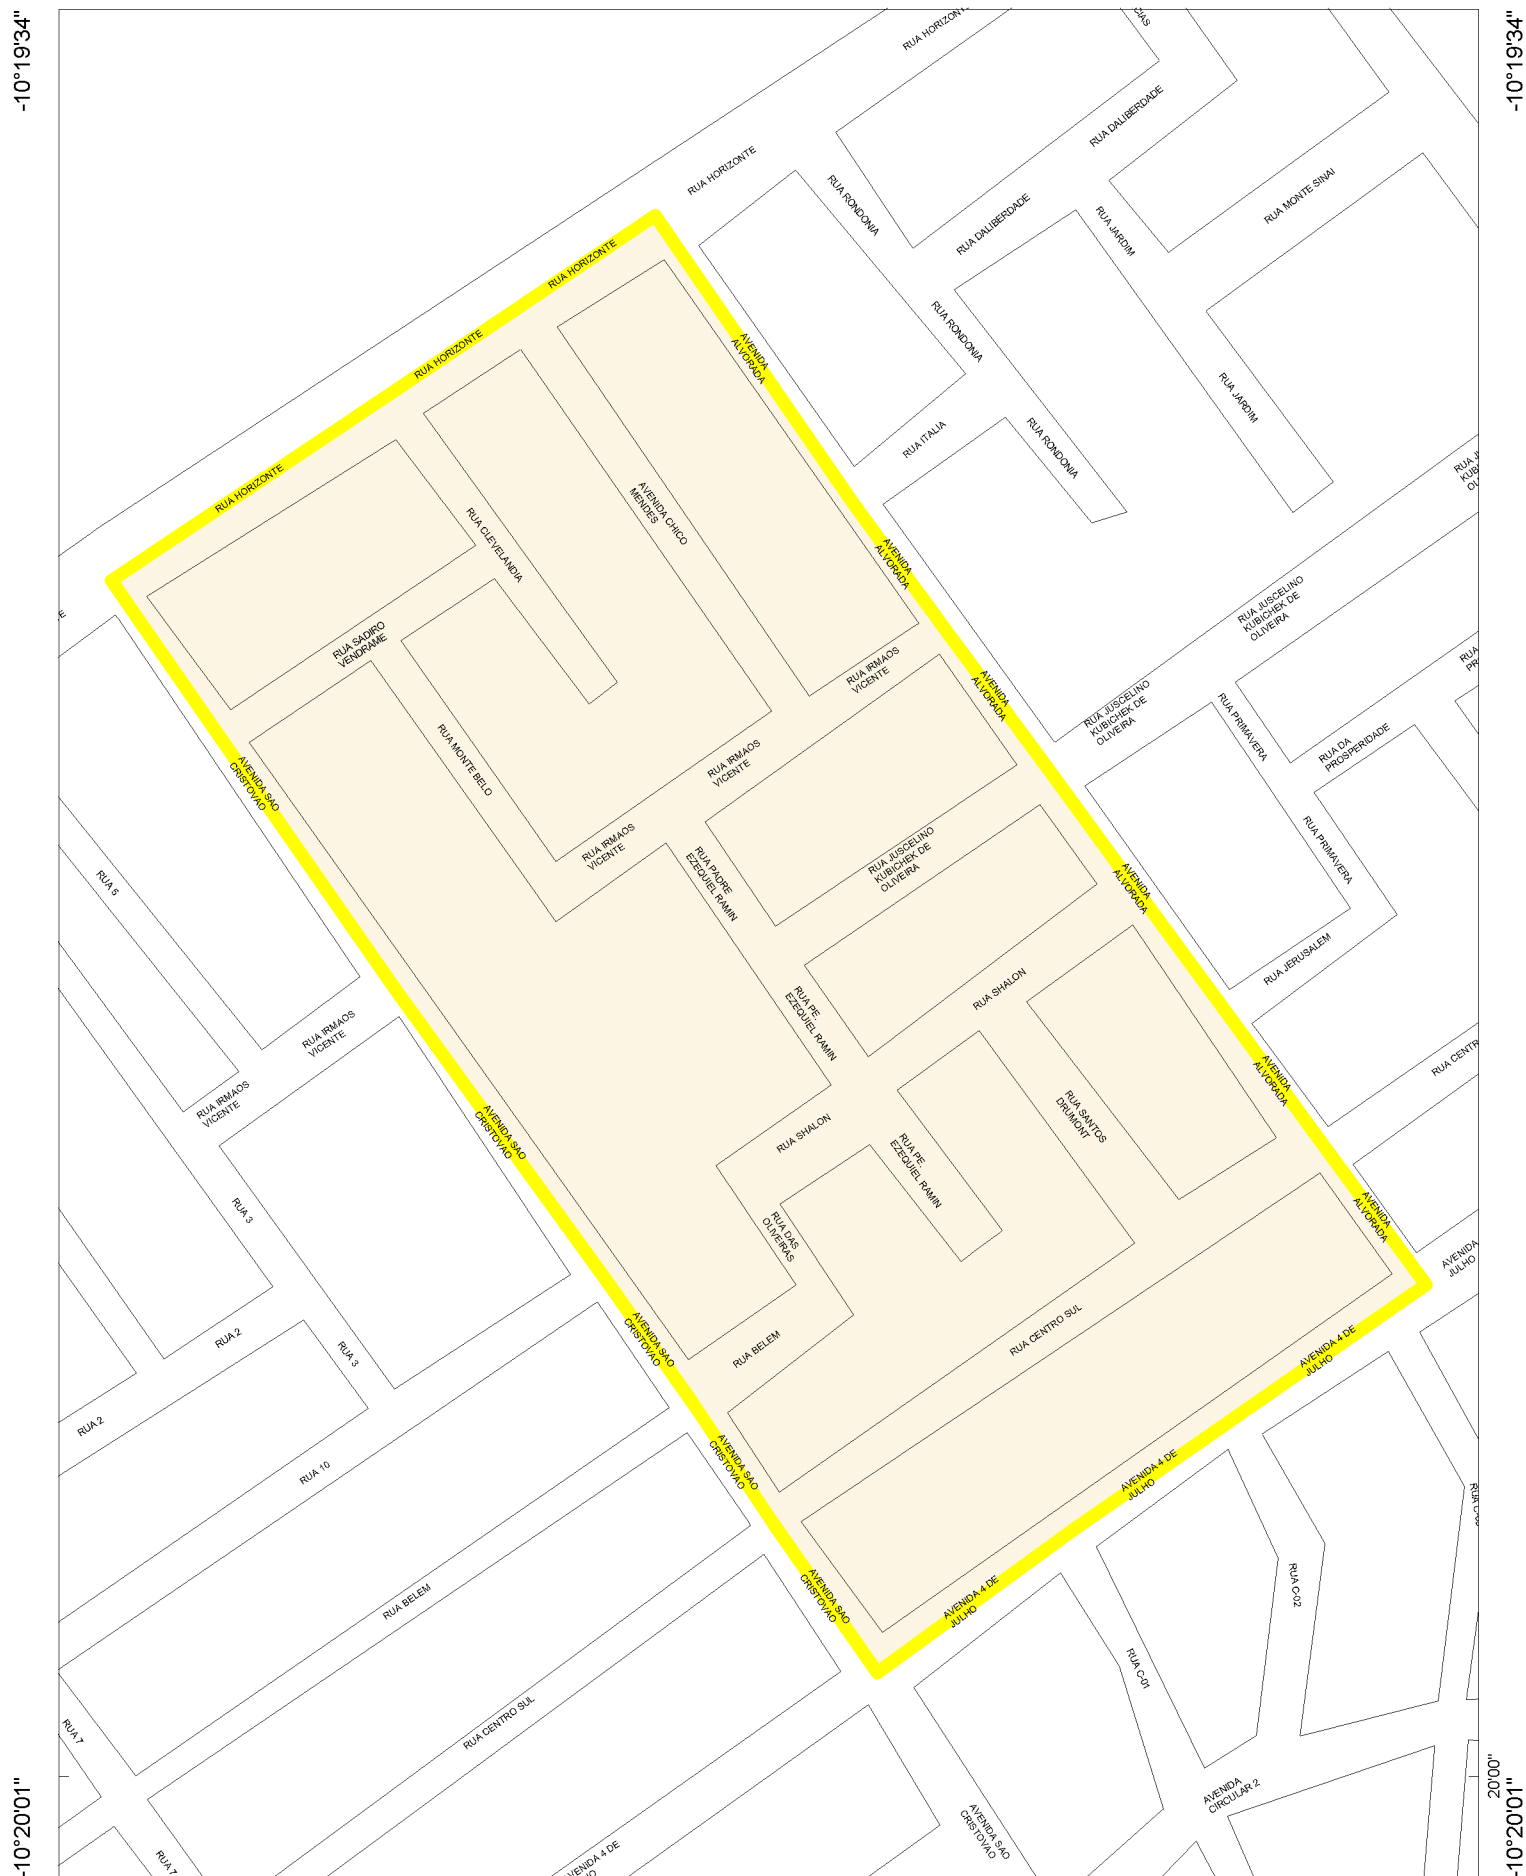 -10°19'34"
-10°19'34"
RUA HORIZONTE
RUA DALIBERDADE
RUA HORIZONTE
RUA RONDONIA
RUA MONTE SINAI
RUA DALIBERDADE
RUA JARDIM
RUA HORIZONTE
RUA RONDONIA
AVENIDA
ALVORADA
RUA HORIZONTE
RUA JARDIM
RUA ITALIA
RUA RONDONIA
RUA HORIZONTE
AVENIDA CHICO
MENDES
RUA CLEVELANDIA
AVENIDA
ALVORADA
RUA JUSCELINO
KUBICHEK DE
OLIVEIRA
RUA SADIRO
VENDRAME
RUA IRMAOS
VICENTE
AVENIDA
ALVORADA
RUA JUSCELINO
KUBICHEK DE
OLIVEIRA
RUA PRIMAVERA
RUA DA
PROSPERIDADE
RUA MONTE BELO
RUA IRMAOS
VICENTE
AVENIDA SAO
CRISTOVAO
RUA IRMAOS
VICENTE
RUA JUSCELINO
KUBICHEK DE
OLIVEIRA
RUA PRIMAVERA
RUA PADRE
EZEQUIEL RAMIN
AVENIDA
ALVORADA
RUA 6
RUA JERUSALEM
RUA SHALON
RUA PE.
EZEQUIEL RAMIN
RUA IRMAOS
VICENTE
RUA CENTR
AVENIDA
ALVORADA
RUA IRMAOS
VICENTE
RUA SANTOS
DRUMONT
AVENIDA SAO
CRISTOVAO
RUA SHALON
RUA PE.
EZEQUIEL RAMIN
RUA 3
RUA DAS
OLIVEIRAS
AVENIDA
ALVORADA
AVENIDA
JULHO
RUA 2
RUA 3
AVENIDA SAO
CRISTOVAO
RUA BELEM
RUA CENTRO SUL
AVENIDA 4 DE
JULHO
RUA 2
RUA 10
AVENIDA SAO
CRISTOVAO
AVENIDA 4 DE
JULHO
RUA BELEM
AVENIDA SAO
CRISTOVAO
AVENIDA 4 DE
JULHO
RUA C-02
RUA C-01
RUA 7
RUA CENTRO SUL
AVENIDA
CIRCULAR 2
20'00"
-10°20'01"
-10°20'01"
AVENIDA SAO
CRISTOVAO
RUA 7
VENIDA 4 DE